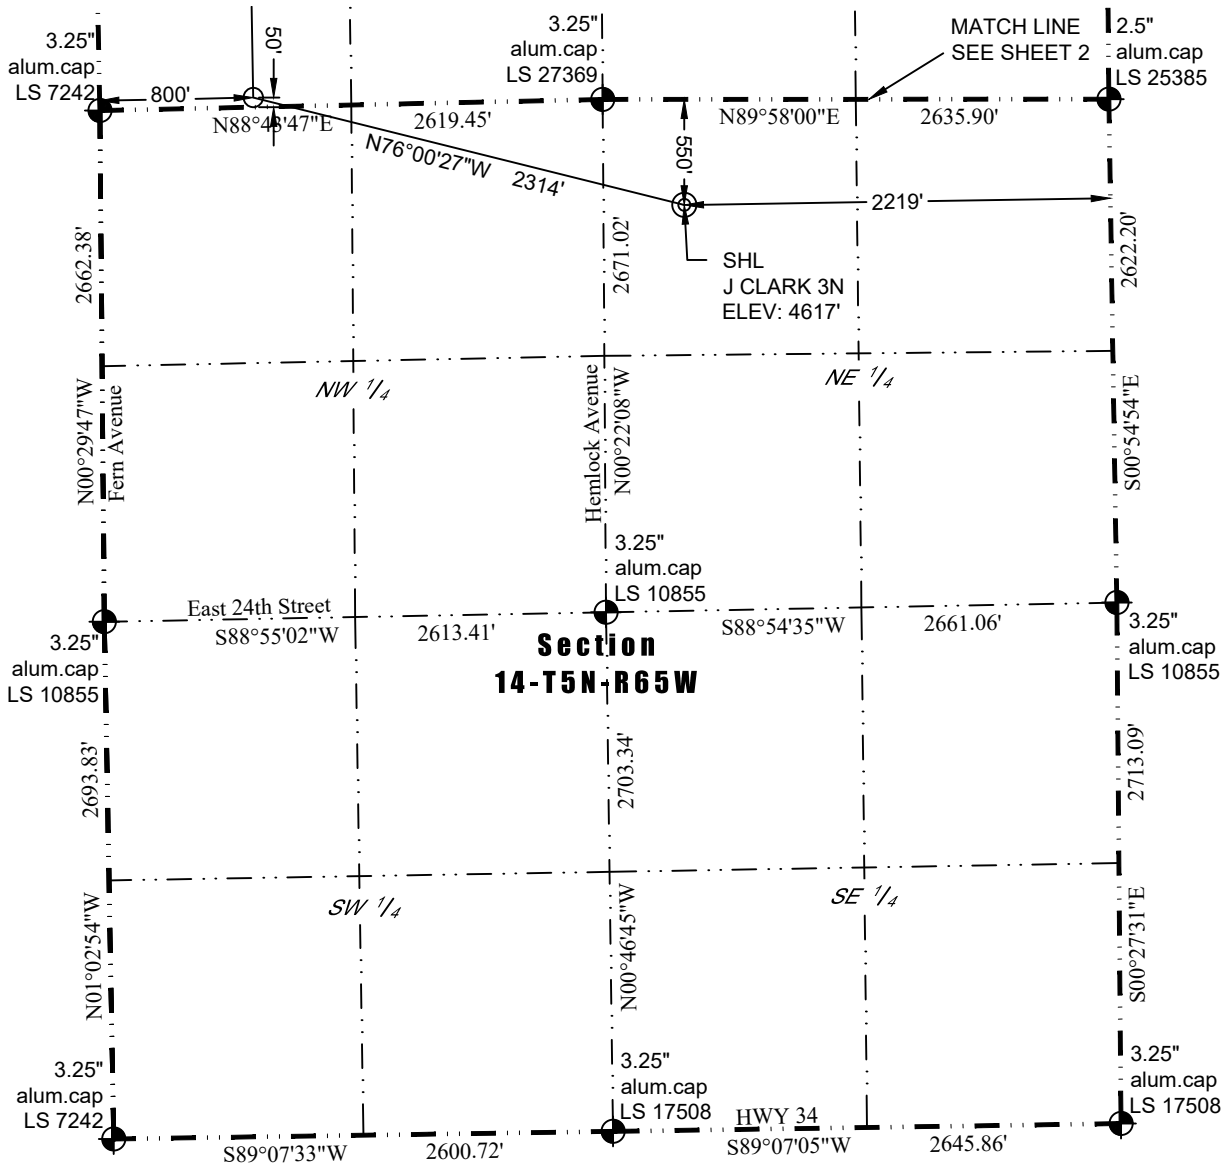 3.25"
alum.cap
LS 7242
50'
3.25"
alum.cap
LS 27369
MATCH LINE
SEE SHEET 2
2.5"
alum.cap
LS 25385
800'
N88°43'47"E
2619.45'
N89°58'00"E
2635.90'
N76°00'27"W 2314'
550'
2219'
SHL
J CLARK 3N
ELEV: 4617'
2662.38'
2671.02'
2622.20'
NW 1/4
NE 1/4
N00°29'47"W
Fern Avenue
Hemlock Avenue
N00°22'08"W
S00°54'54"E
3.25"
alum.cap
LS 10855
East 24th Street
S88°55'02"W
2613.41'
S88°54'35"W
2661.06'
3.25"
alum.cap
LS 10855
3.25"
alum.cap
LS 10855
Section
14-T5N-R65W
2693.83'
2703.34'
2713.09'
SW 1/4
SE 1/4
N01°02'54"W
N00°46'45"W
S00°27'31"E
3.25"
alum.cap
LS 7242
3.25"
alum.cap
LS 17508
3.25"
alum.cap
LS 17508
HWY 34
S89°07'33"W
2600.72'
S89°07'05"W
2645.86'